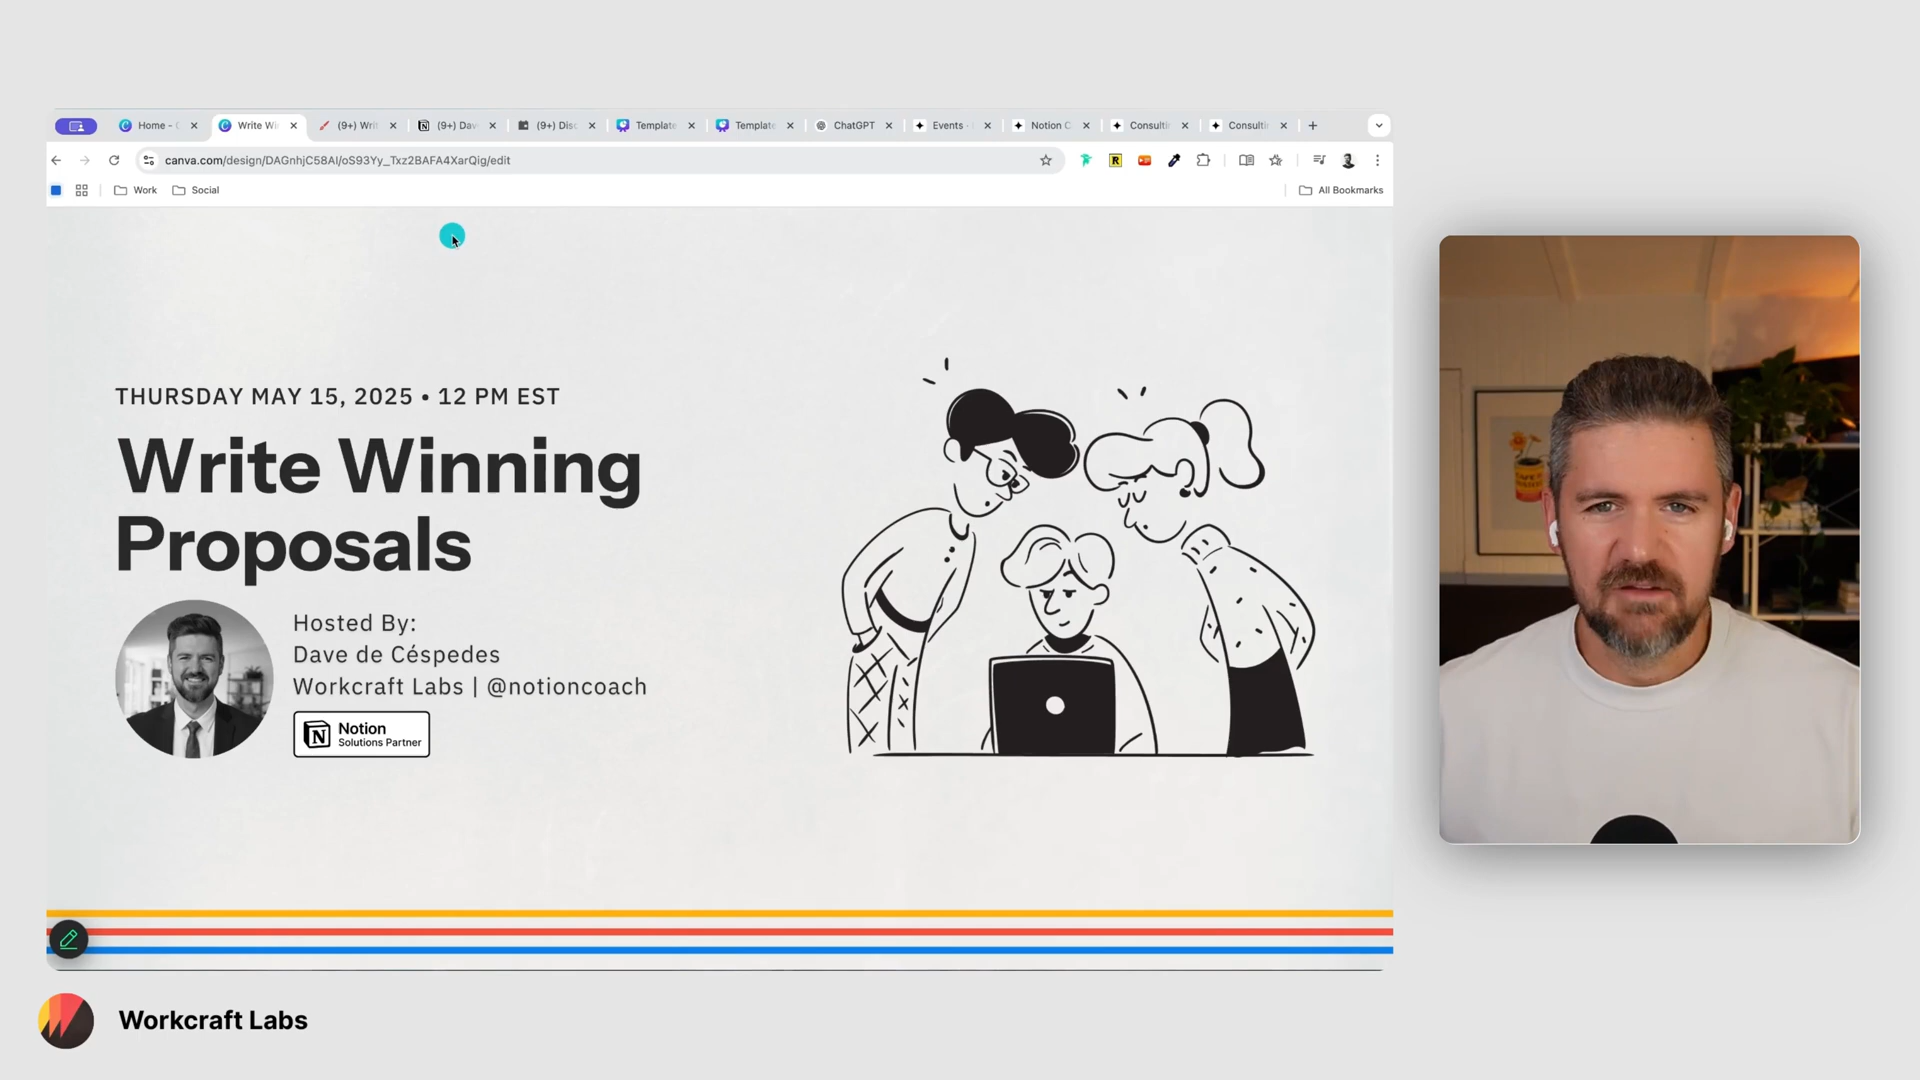 Home - (
Write Wi
(9+) Wri
(9+) Dav
(9+) Disc
Template
Template
ChatGPT
Events ·
Notion C
Consultin
Consultin
canva.com/design/DAGnhjC58AI/oS93Yy_Txz2BAFA4XarQig/edit
R
Work
Social
All Bookmarks
THURSDAY MAY 15, 2025 • 12 PM EST
Write Winning
Proposals
Hosted By:
Dave de Céspedes
Workcraft Labs | @notioncoach
Notion
Solutions Partner
Workcraft Labs